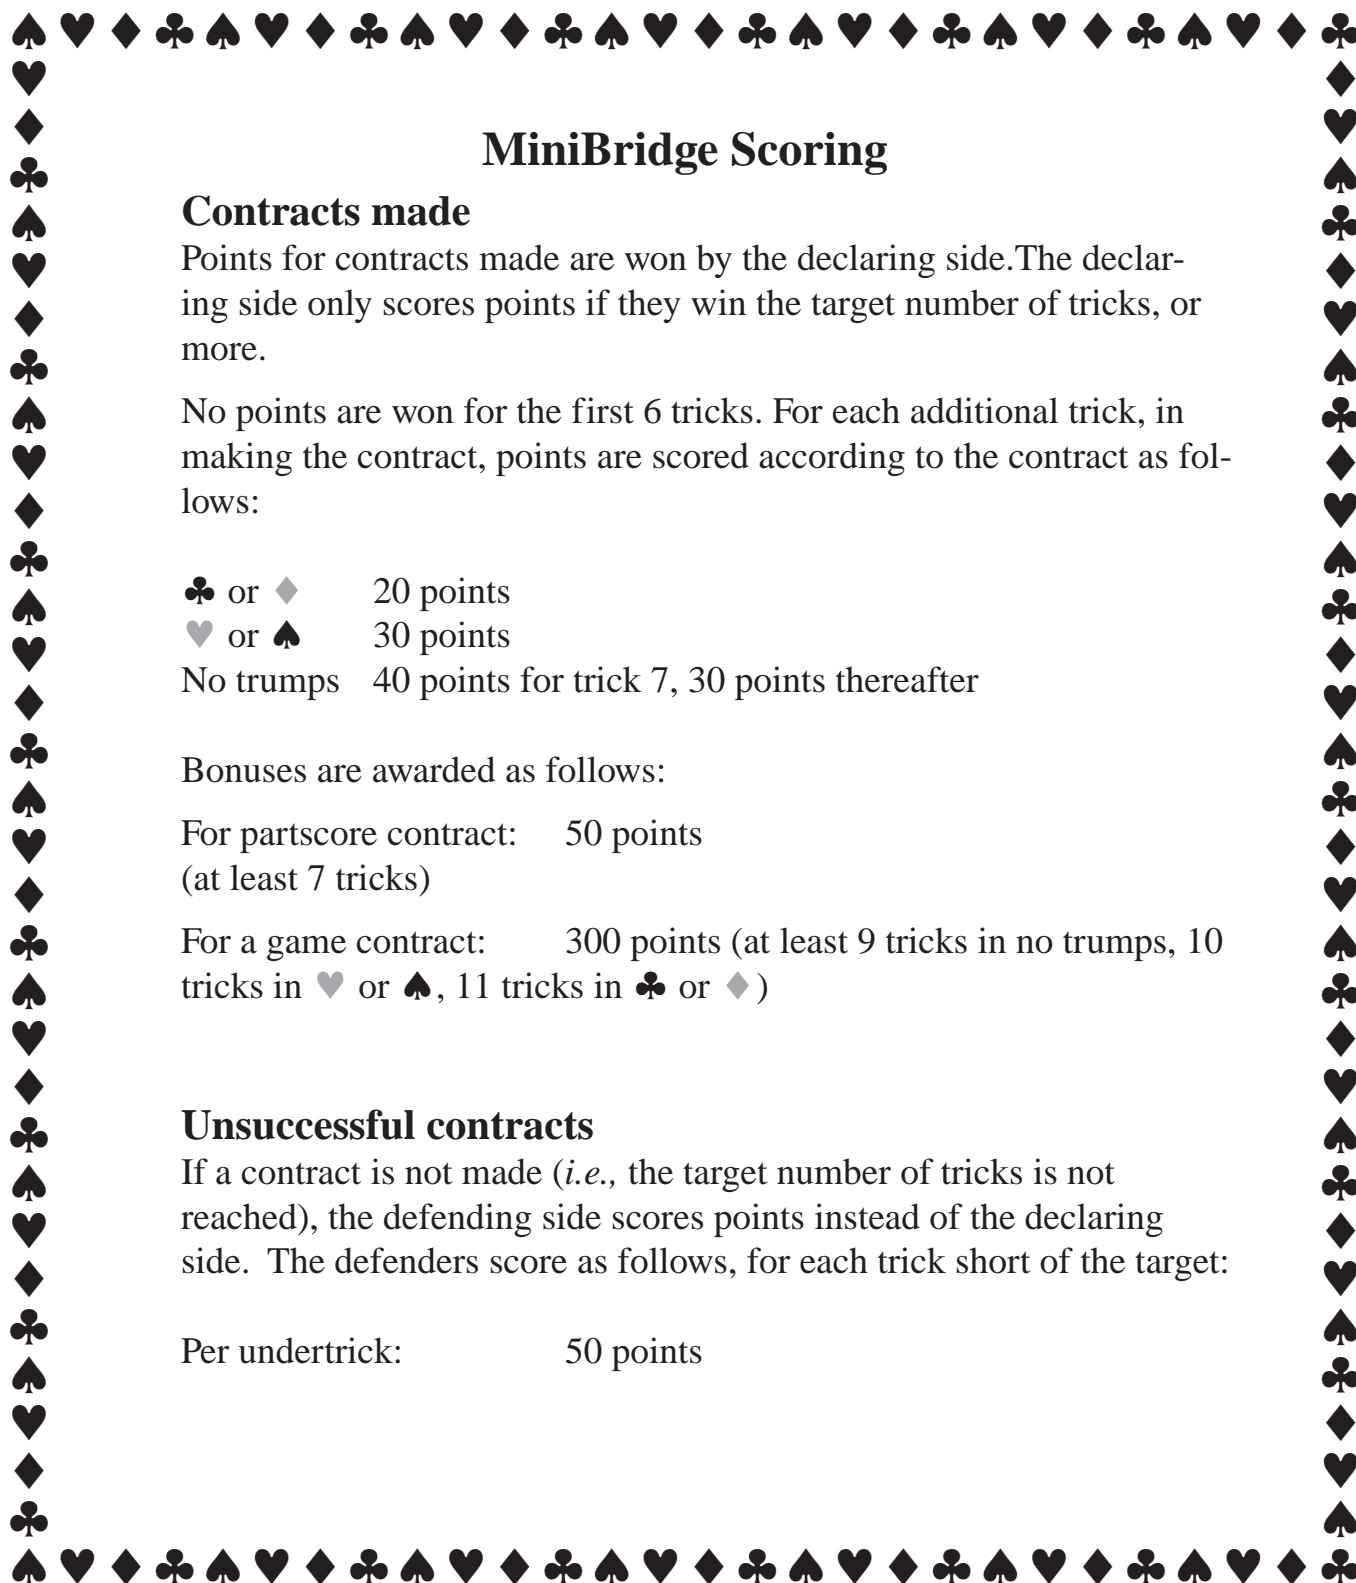 MiniBridge Scoring
Contracts made
Points for contracts made are won by the declaring side.The declar-
ing side only scores points if they win the target number of tricks, or
more.
No points are won for the first 6 tricks. For each additional trick, in
making the contract, points are scored according to the contract as fol-
lows:
♣ or ♦ 20 points
♥ or ♠ 30 points
No trumps 40 points for trick 7, 30 points thereafter
Bonuses are awarded as follows:
For partscore contract: 50 points
(at least 7 tricks)
For a game contract: 300 points (at least 9 tricks in no trumps, 10
tricks in ♥ or ♠, 11 tricks in ♣ or ♦)
Unsuccessful contracts
If a contract is not made (i.e., the target number of tricks is not
reached), the defending side scores points instead of the declaring
side. The defenders score as follows, for each trick short of the target:
Per undertrick: 50 points